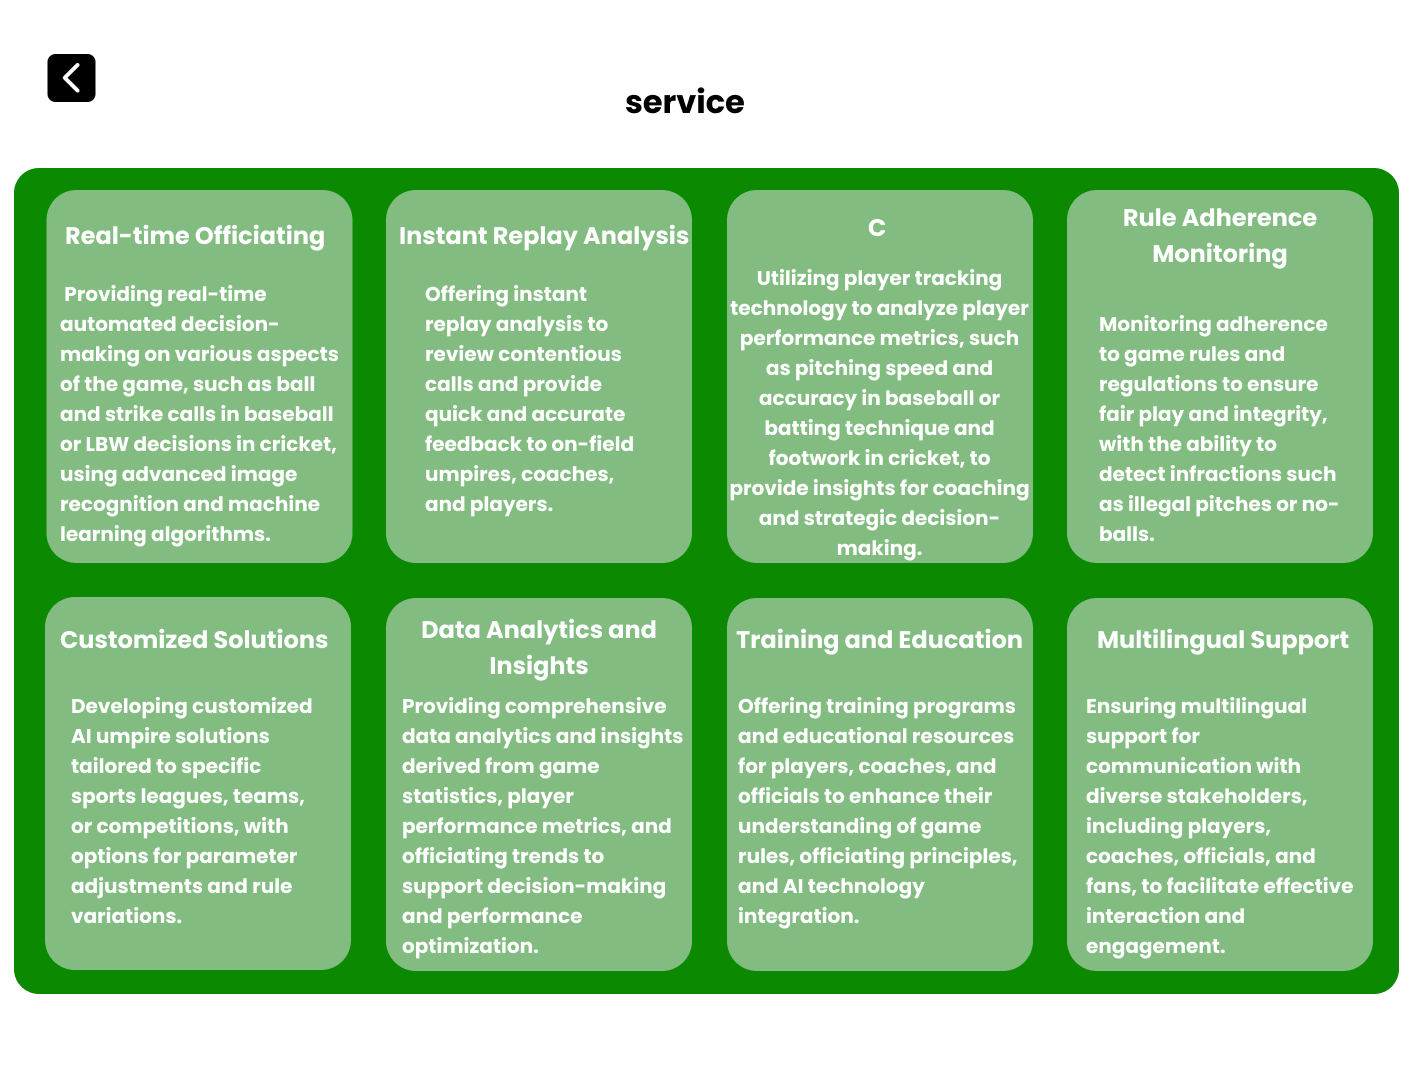 service
Real-time Officiating
Providing real-time
automated decision-
making on various aspects
of the game, such as ball
and strike calls in baseball
or LBW decisions in cricket,
using advanced image
recognition and machine
learning algorithms.
Instant Replay Analysis
Offering instant
replay analysis to
review contentious
calls and provide
quick and accurate
feedback to on-field
umpires, coaches,
and players.
C
Utilizing player tracking
technology to analyze player
performance metrics, such
as pitching speed and
accuracy in baseball or
batting technique and
footwork in cricket, to
provide insights for coaching
and strategic decision-
making.
Rule Adherence
Monitoring
Monitoring adherence
to game rules and
regulations to ensure
fair play and integrity,
with the ability to
detect infractions such
as illegal pitches or no-
balls.
Customized Solutions
Developing customized
AI umpire solutions
tailored to specific
sports leagues, teams,
or competitions, with
options for parameter
adjustments and rule
variations.
Data Analytics and
Insights
Providing comprehensive
data analytics and insights
derived from game
statistics, player
performance metrics, and
officiating trends to
support decision-making
and performance
optimization.
Training and Education
Offering training programs
and educational resources
for players, coaches, and
officials to enhance their
understanding of game
rules, officiating principles,
and AI technology
integration.
Multilingual Support
Ensuring multilingual
support for
communication with
diverse stakeholders,
including players,
coaches, officials, and
fans, to facilitate effective
interaction and
engagement.